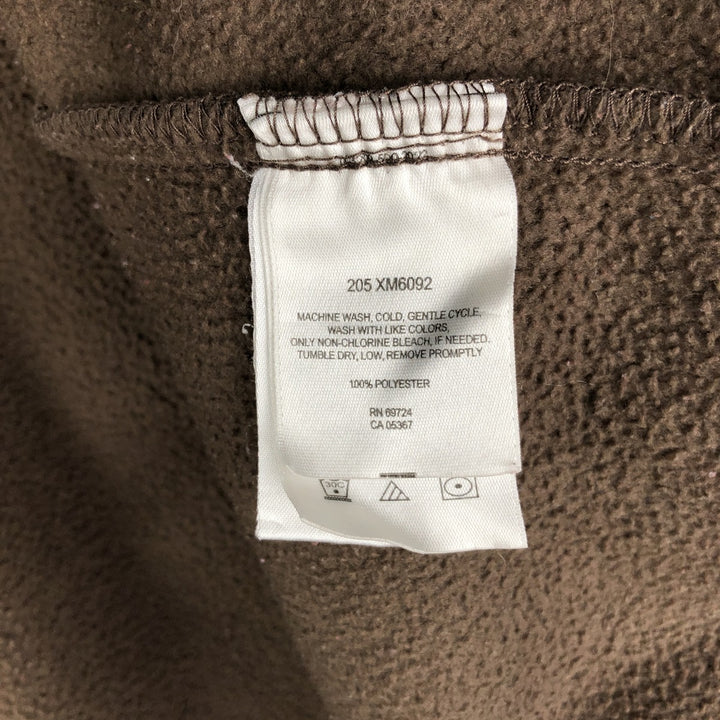 205 XM6092
MACHINE WASH, COLD, GENTLE CYCLE,
WASH WITH LIKE COLORS,
ONLY NON-CHLORINE BLEACH, IF NEEDED.
TUMBLE DRY, LOW, REMOVE PROMPTLY
100% POLYESTER
RN 69724
CA 05367
30C